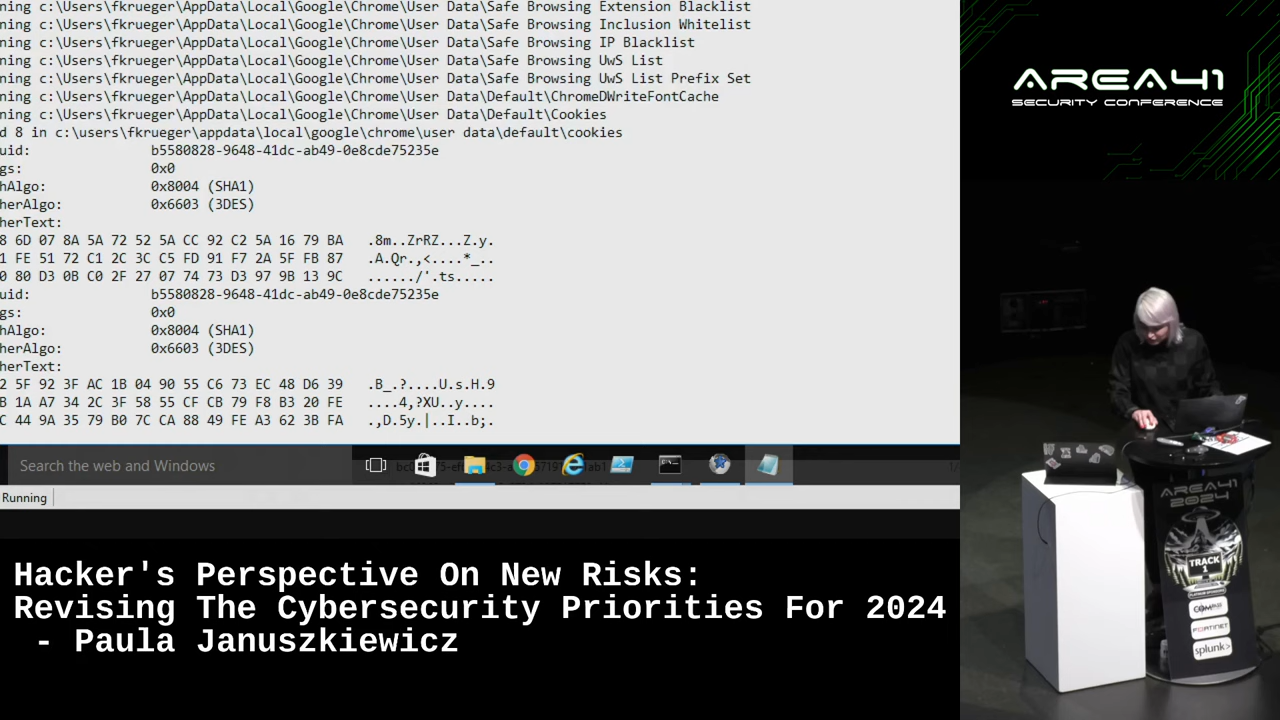 ning c:\Users\fkrueger\AppData\Local\Google\Chrome\User Data\Safe Browsing Extension Blacklist
ning c:\Users\fkrueger\AppData\Local\Google\Chrome\User Data\Safe Browsing Inclusion Whitelist
ning c:\Users\fkrueger\AppData\Local\Google\Chrome\User Data\Safe Browsing IP Blacklist
ning c:\Users\fkrueger\AppData\Local\Google\Chrome\User Data\Safe Browsing UwS List
ning c:\Users\fkrueger\AppData\Local\Google\Chrome\User Data\Safe Browsing UwS List Prefix Set
ning c:\Users\fkrueger\AppData\Local\Google\Chrome\User Data\Default\ChromeDWriteFontCache
ning c:\Users\fkrueger\AppData\Local\Google\Chrome\User Data\Default\Cookies
d 8 in c:\users\fkrueger\appdata\local\google\chrome\user data\default\cookies
uid: b5580828-9648-41dc-ab49-0e8cde75235e
gs: 0x0
hAlgo: 0x8004 (SHA1)
herAlgo: 0x6603 (3DES)
herText:
8 6D 07 8A 5A 72 52 5A CC 92 C2 5A 16 79 BA .8m..ZrRZ...Z.y.
1 FE 51 72 C1 2C 3C C5 FD 91 F7 2A 5F FB 87 .A.Qr.,<....*_..
0 80 D3 0B C0 2F 27 07 74 73 D3 97 9B 13 9C ....../'.ts.....
uid: b5580828-9648-41dc-ab49-0e8cde75235e
gs: 0x0
hAlgo: 0x8004 (SHA1)
herAlgo: 0x6603 (3DES)
herText:
2 5F 92 3F AC 1B 04 90 55 C6 73 EC 48 D6 39 .B_.?....U.s.H.9
B 1A A7 34 2C 3F 58 55 CF CB 79 F8 B3 20 FE ....4,?XU..y....
C 44 9A 35 79 B0 7C CA 88 49 FE A3 62 3B FA .,D.5y.|..I..b;.
Search the web and Windows
Running
Hacker's Perspective On New Risks:
Revising The Cybersecurity Priorities For 2024
- Paula Januszkiewicz
AREA41
SECURITY CONFERENCE
AREA41
2024
TRACK
1
COMPASS
FORTINET
splunk>